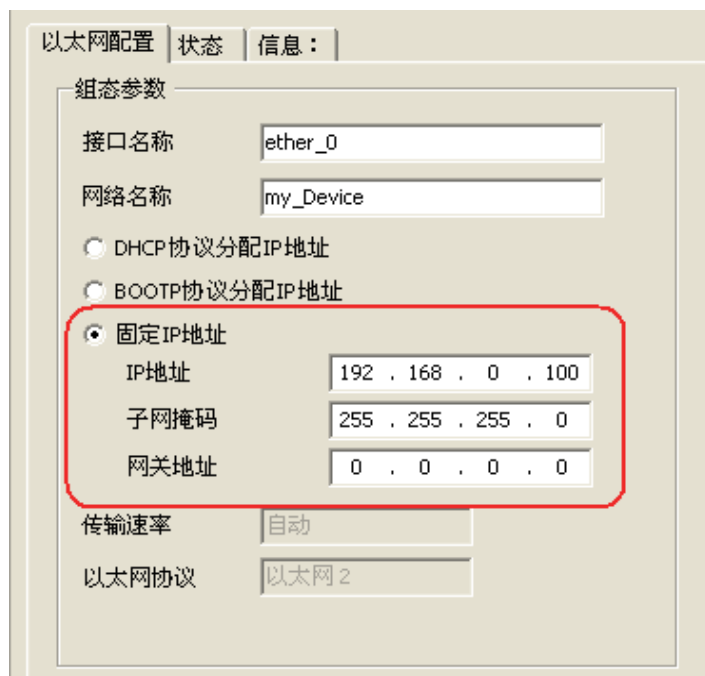 以太网配置 状态 信息：
组态参数
接口名称 ether_0
网络名称 my_Device
DHCP协议分配IP地址
BOOTP协议分配IP地址
固定IP地址
IP地址 192 . 168 . 0 . 100
子网掩码 255 . 255 . 255 . 0
网关地址 0 . 0 . 0 . 0
传输速率 自动
以太网协议 以太网2